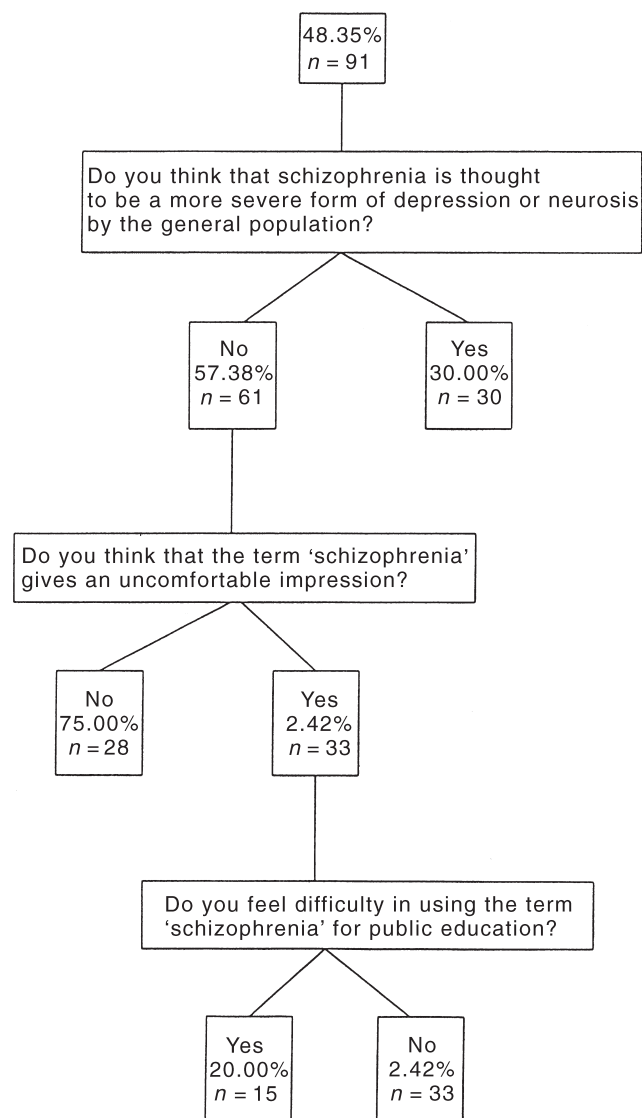 48.35%
n = 91
Do you think that schizophrenia is thought
to be a more severe form of depression or neurosis
by the general population?
No
57.38%
n = 61
Yes
30.00%
n = 30
Do you think that the term ‘schizophrenia’
gives an uncomfortable impression?
No
75.00%
n = 28
Yes
2.42%
n = 33
Do you feel difficulty in using the term
‘schizophrenia’ for public education?
Yes
20.00%
n = 15
No
2.42%
n = 33